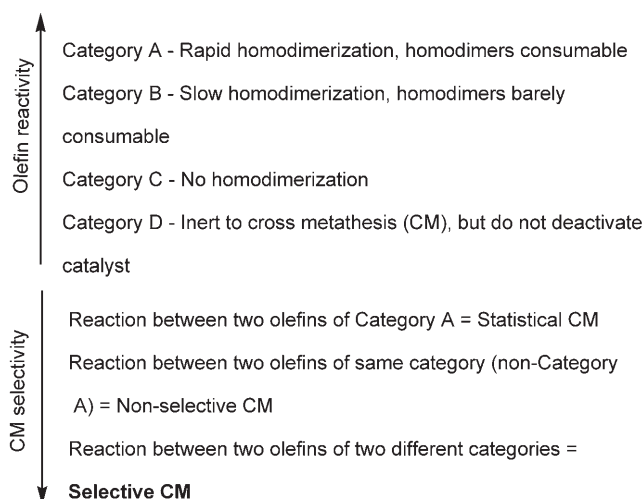 Olefin reactivity
Category A - Rapid homodimerization, homodimers consumable
Category B - Slow homodimerization, homodimers barely
consumable
Category C - No homodimerization
Category D - Inert to cross metathesis (CM), but do not deactivate
catalyst
CM selectivity
Reaction between two olefins of Category A = Statistical CM
Reaction between two olefins of same category (non-Category
A) = Non-selective CM
Reaction between two olefins of two different categories =
Selective CM